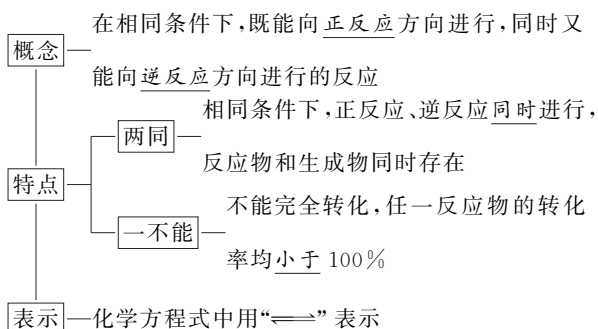 在相同条件下,既能向正反应方向进行,同时又
概念
能向逆反应方向进行的反应
相同条件下,正反应、逆反应同时进行,
两同
反应物和生成物同时存在
特点
不能完全转化,任一反应物的转化
一不能
率均小于 100%
表示
化学方程式中用“⇌”表示